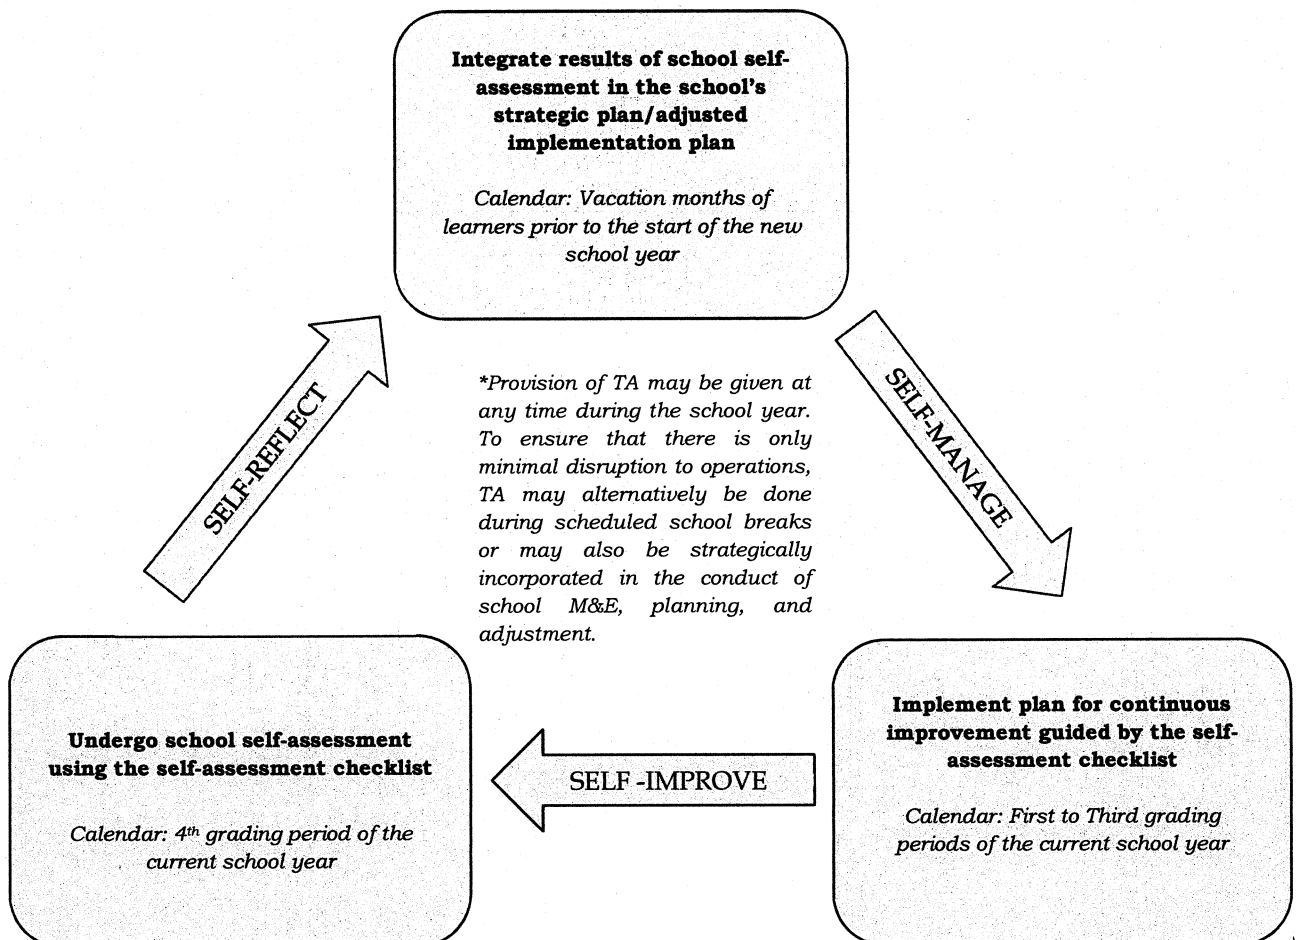 Integrate results of school self-
assessment in the school's
strategic plan/adjusted
implementation plan
Calendar: Vacation months of
learners prior to the start of the new
school year
SELF-REFLECT
SELF-MANAGE
*Provision of TA may be given at
any time during the school year.
To ensure that there is only
minimal disruption to operations,
TA may alternatively be done
during scheduled school breaks
or may also be strategically
incorporated in the conduct of
school M&E, planning, and
adjustment.
Undergo school self-assessment
using the self-assessment checklist
Calendar: 4th grading period of the
current school year
SELF -IMPROVE
Implement plan for continuous
improvement guided by the self-
assessment checklist
Calendar: First to Third grading
periods of the current school year